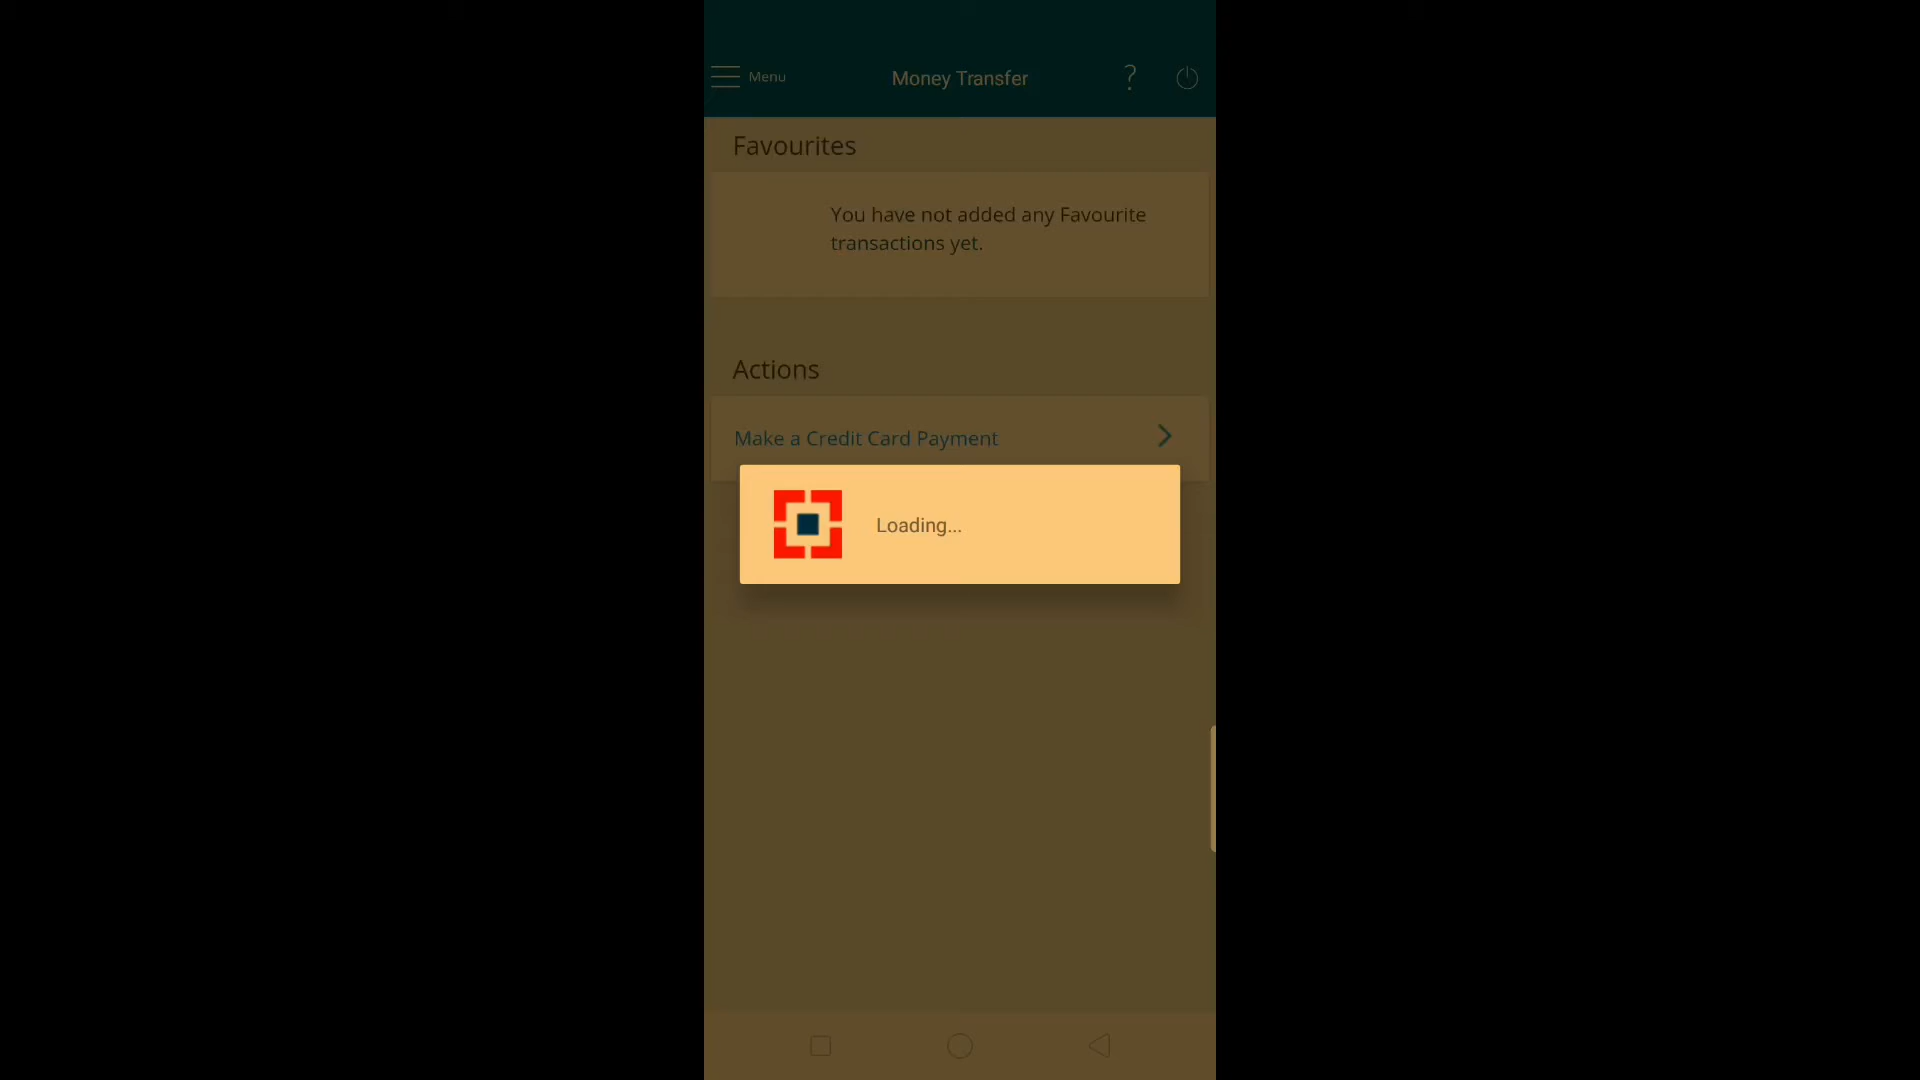 Menu
Money Transfer
?
Favourites
You have not added any Favourite
transactions yet.
Actions
Make a Credit Card Payment
Loading...